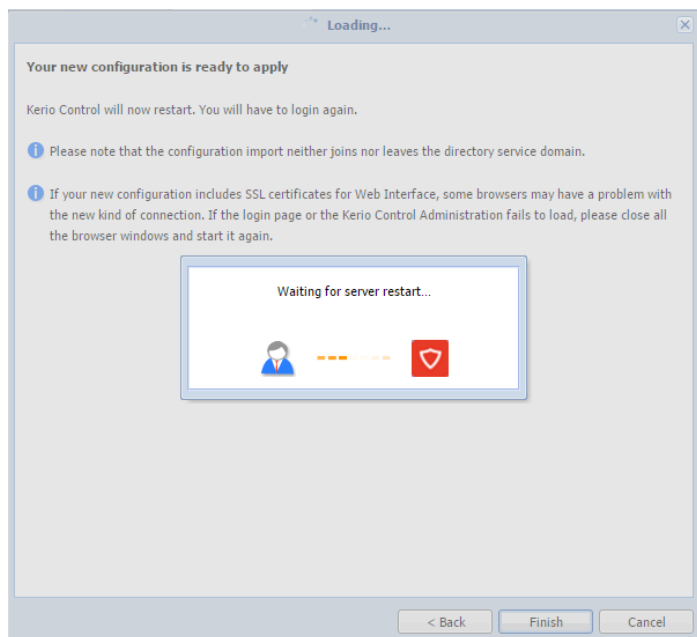 Loading...
Your new configuration is ready to apply
Kerio Control will now restart. You will have to login again.
Please note that the configuration import neither joins nor leaves the directory service domain.
If your new configuration includes SSL certificates for Web Interface, some browsers may have a problem with
the new kind of connection. If the login page or the Kerio Control Administration fails to load, please close all
the browser windows and start it again.
Waiting for server restart...
< Back
Finish
Cancel